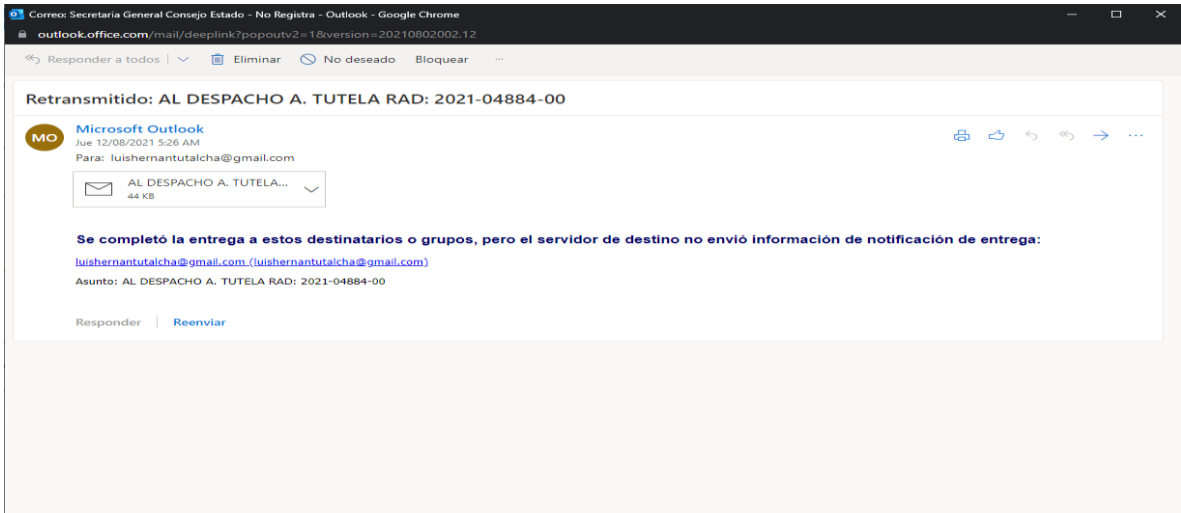 Correo: Secretaria General Consejo Estado - No Registra - Outlook - Google Chrome
outlook.office.com/mail/deeplink?popoutv2=1&version=20210802002.12
Responder a todos | Eliminar No deseado Bloquear ...
Retransmitido: AL DESPACHO A. TUTELA RAD: 2021-04884-00
MO
Microsoft Outlook
Jue 12/08/2021 5:26 AM
Para: luishernantutalcha@gmail.com
AL DESPACHO A. TUTELA...
44 KB
Se completó la entrega a estos destinatarios o grupos, pero el servidor de destino no envió información de notificación de entrega:
luishernantutalcha@gmail.com (luishernantutalcha@gmail.com)
Asunto: AL DESPACHO A. TUTELA RAD: 2021-04884-00
Responder | Reenviar